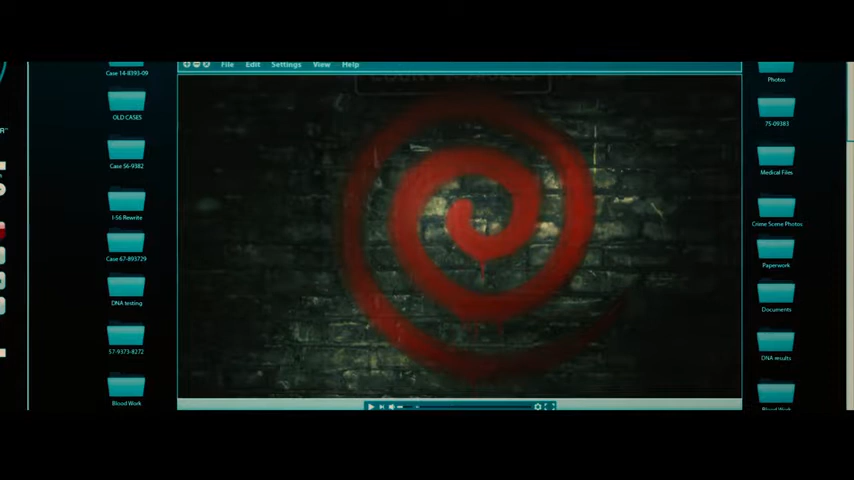 Case 14-8393-09
OLD CASES
Case 56-9382
I-56 Rewrite
Case 67-893729
DNA testing
57-9373-8272
Blood Work
File Edit Settings View Help
Photos
75-09383
Medical Files
Crime Scene Photos
Paperwork
Documents
DNA results
Blood Work